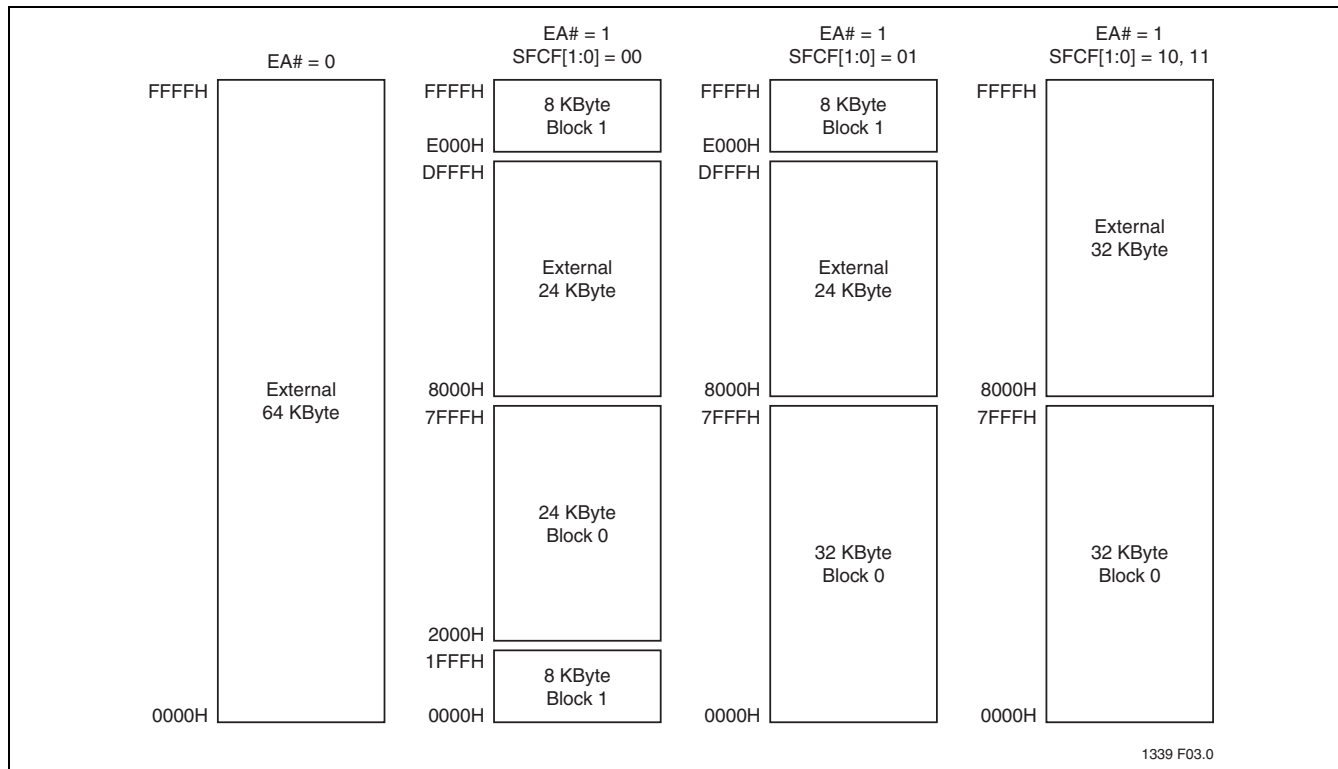 EA# = 0
FFFFH
External
64 KByte
0000H
EA# = 1
SFCF[1:0] = 00
FFFFH
8 KByte
Block 1
E000H
DFFFH
External
24 KByte
8000H
7FFFH
24 KByte
Block 0
2000H
1FFFH
8 KByte
Block 1
0000H
EA# = 1
SFCF[1:0] = 01
FFFFH
8 KByte
Block 1
E000H
DFFFH
External
24 KByte
8000H
7FFFH
32 KByte
Block 0
0000H
EA# = 1
SFCF[1:0] = 10, 11
FFFFH
External
32 KByte
8000H
7FFFH
32 KByte
Block 0
0000H
1339 F03.0